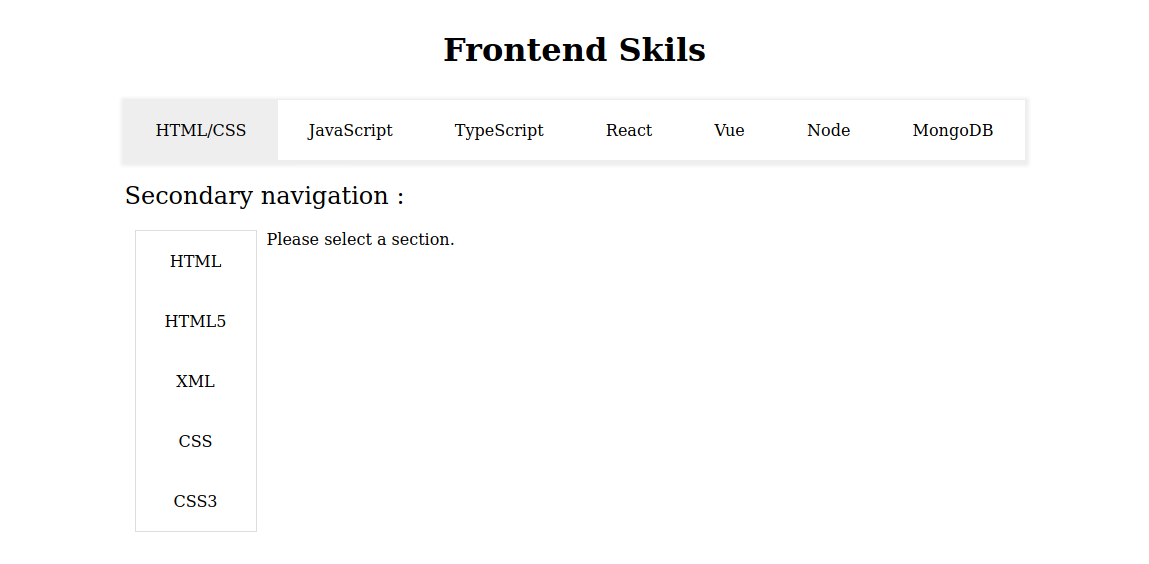 Frontend Skils
HTML/CSS JavaScript TypeScript React Vue Node MongoDB
Secondary navigation :
Please select a section.
HTML
HTML5
XML
CSS
CSS3